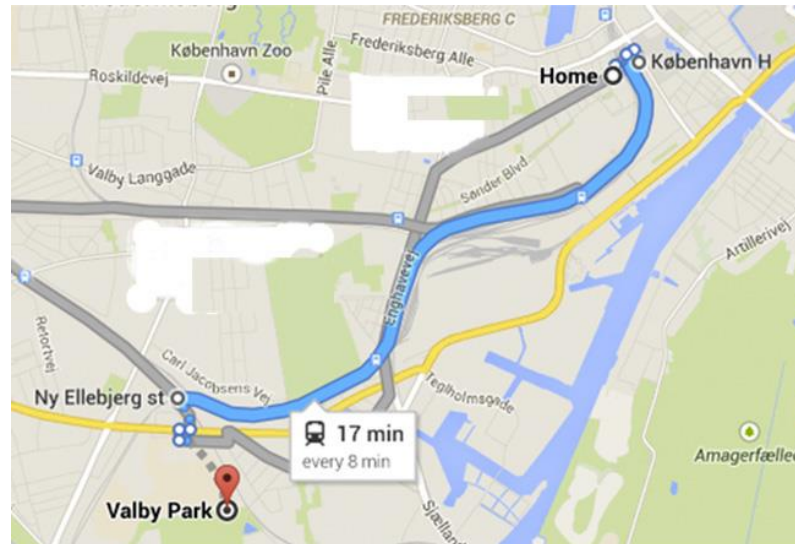 FREDERIKSBERG C
København Zoo
Frederiksberg Alle
Pile Alle
Roskildevej
Home
København H
Valby Langgade
Sønder Blvd.
Artillerivej
Enghavevej
Retortvej
Carl Jacobsens Vej
Ny Ellebjerg st
Teglholmsgade
17 min
every 8 min
Amagerfælled
Valby Park
Sjælland